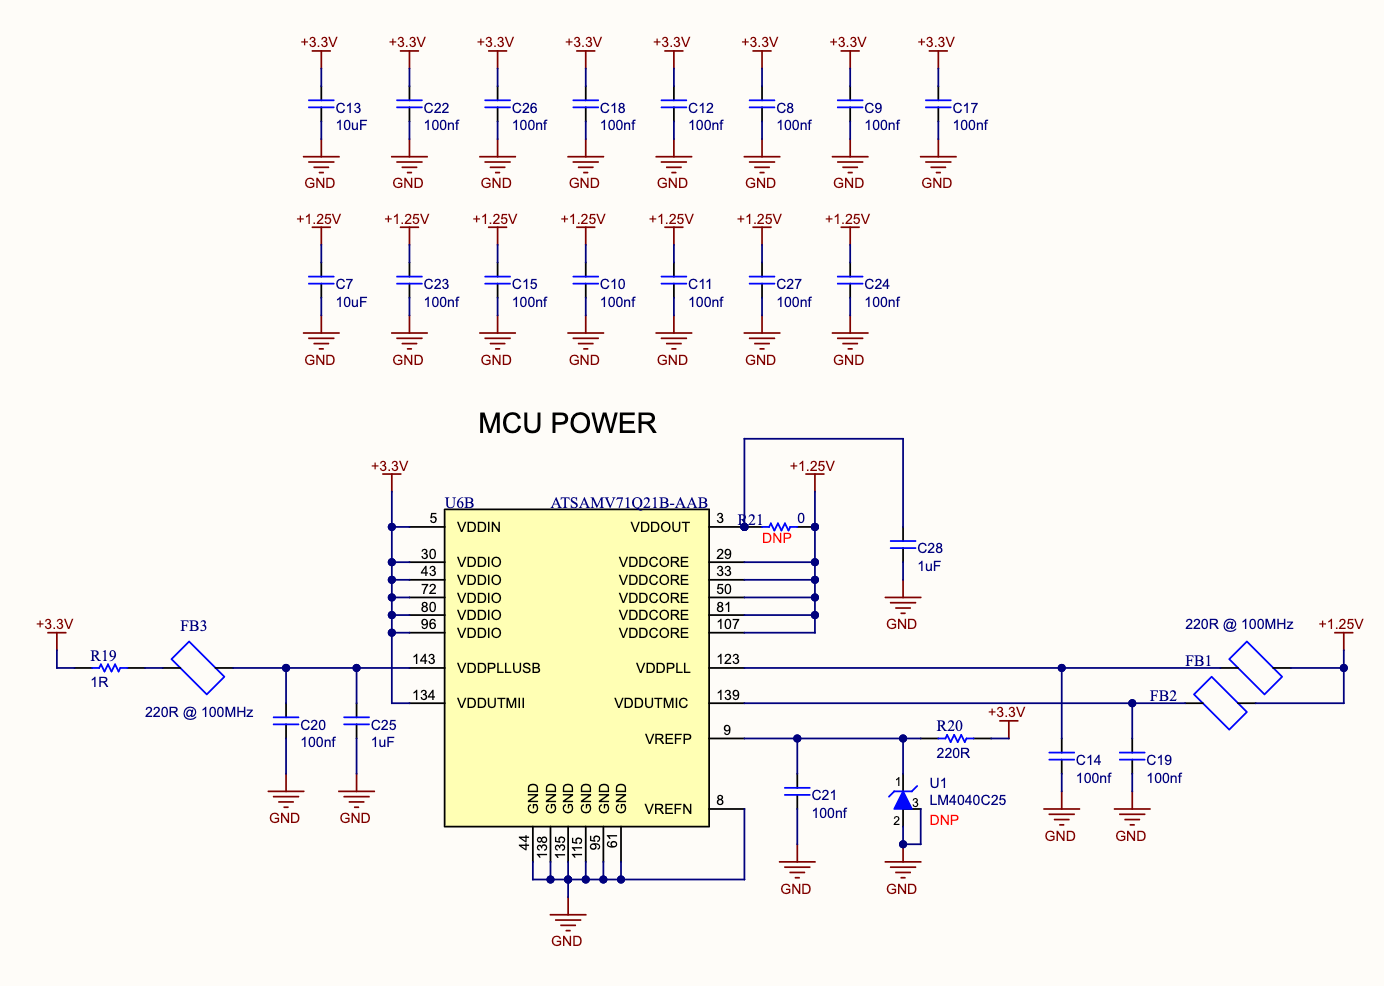 +3.3V +3.3V +3.3V +3.3V +3.3V +3.3V +3.3V +3.3V
C13 C22 C26 C18 C12 C8 C9 C17
10uF 100nf 100nf 100nf 100nf 100nf 100nf 100nf
GND GND GND GND GND GND GND GND
+1.25V +1.25V +1.25V +1.25V +1.25V +1.25V +1.25V
C7 C23 C15 C10 C11 C27 C24
10uF 100nf 100nf 100nf 100nf 100nf 100nf
GND GND GND GND GND GND GND
MCU POWER
+3.3V +1.25V
U6B ATSAMV71Q21B-AAB
5 VDDIN VDDOUT 3 R21 0
DNP
C28
1uF
GND
30 VDDIO VDDCORE 29
43 VDDIO VDDCORE 33
72 VDDIO VDDCORE 50
80 VDDIO VDDCORE 81
96 VDDIO VDDCORE 107
+3.3V FB3 220R @ 100MHz +1.25V
R19 143 VDDPLLUSB VDDPLL 123 FB1
1R
220R @ 100MHz 134 VDDUTMII VDDUTMIC 139 FB2
C20 C25
100nf 1uF
GND GND
VREFP 9 R20 +3.3V
220R
C14 C19
100nf 100nf
GND GND
C21
100nf
GND
1 U1
3 LM4040C25
2 DNP
GND
VREFN 8
GND GND GND GND GND GND
44 138 135 115 95 61
GND